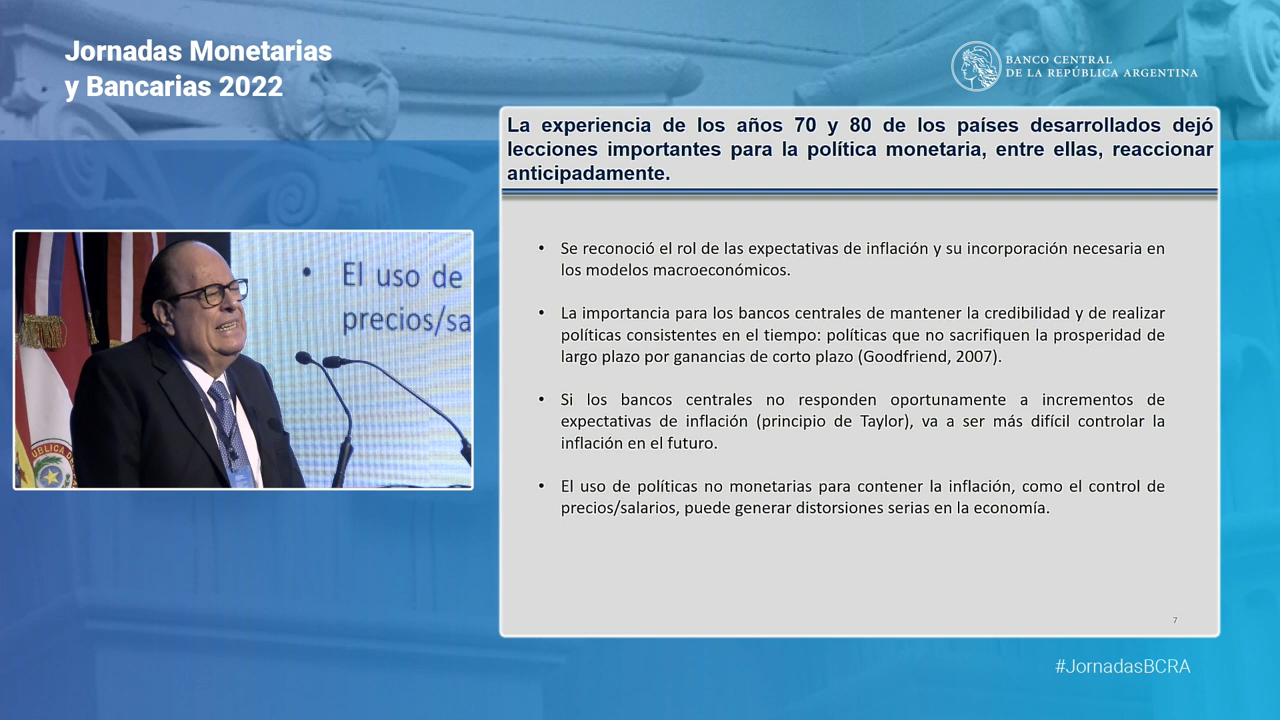 Jornadas Monetarias
y Bancarias 2022
BANCO CENTRAL
DE LA REPÚBLICA ARGENTINA
La experiencia de los años 70 y 80 de los países desarrollados dejó
lecciones importantes para la política monetaria, entre ellas, reaccionar
anticipadamente.
• Se reconoció el rol de las expectativas de inflación y su incorporación necesaria en
los modelos macroeconómicos.
• La importancia para los bancos centrales de mantener la credibilidad y de realizar
políticas consistentes en el tiempo: políticas que no sacrifiquen la prosperidad de
largo plazo por ganancias de corto plazo (Goodfriend, 2007).
• Si los bancos centrales no responden oportunamente a incrementos de
expectativas de inflación (principio de Taylor), va a ser más difícil controlar la
inflación en el futuro.
• El uso de políticas no monetarias para contener la inflación, como el control de
precios/salarios, puede generar distorsiones serias en la economía.
7
• El uso de
precios/sa
#JornadasBCRA